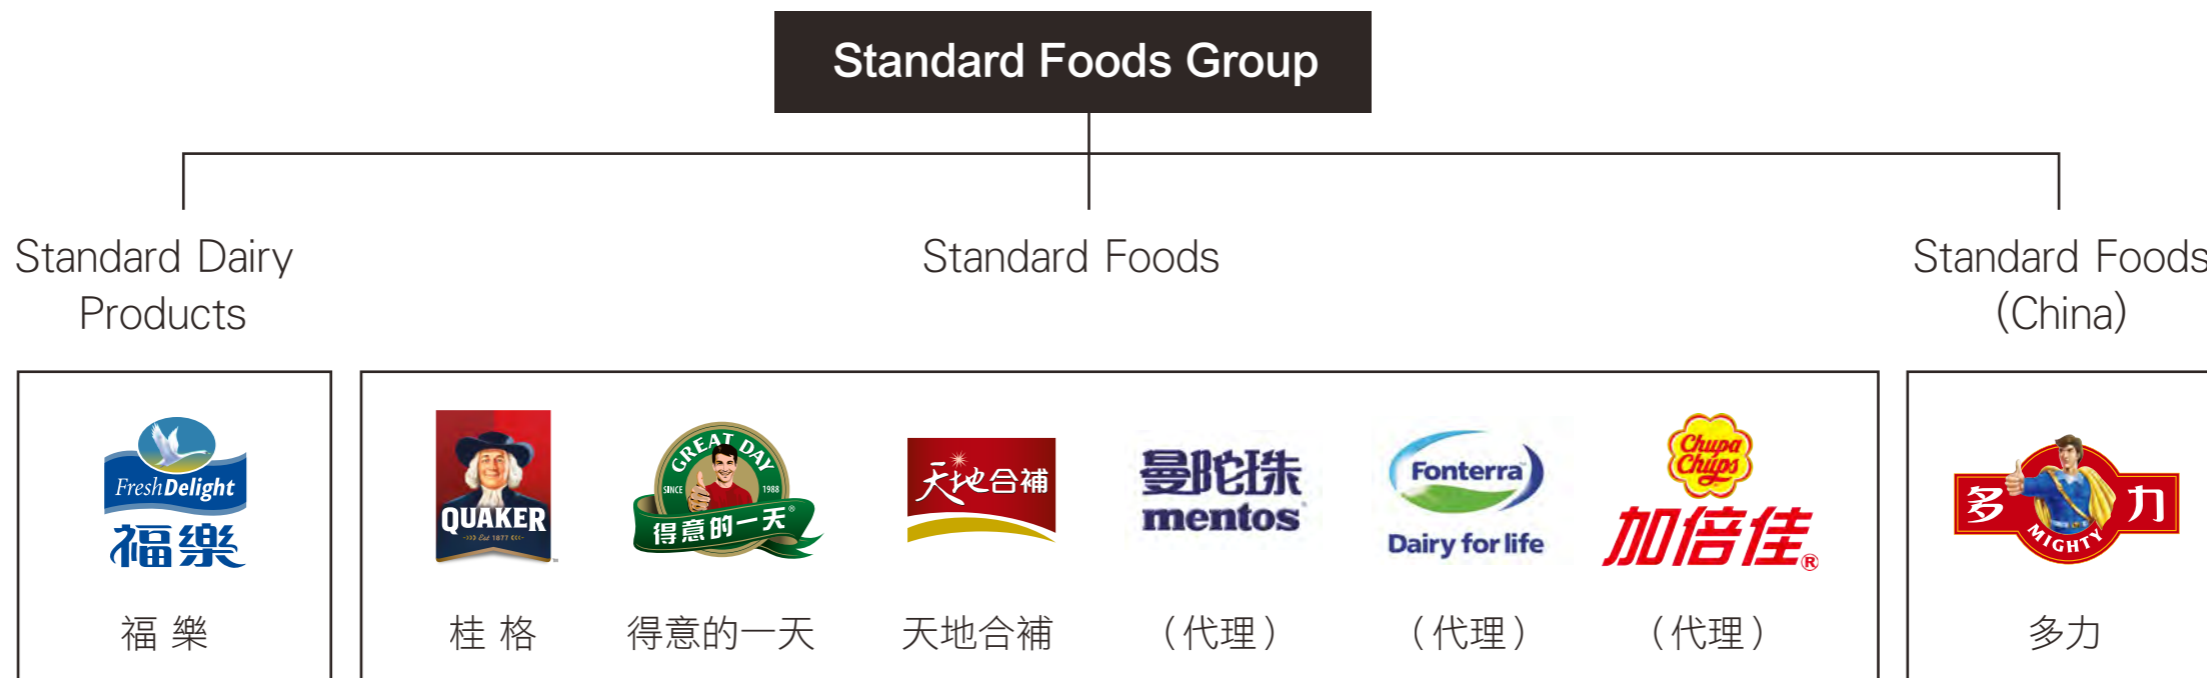 Standard Foods Group
Standard Dairy
Products
Standard Foods
Standard Foods
(China)
FreshDelight
福樂
QUAKER
Est 1877
GREAT DAY
SINCE 1988
得意的一天®
天地合補
曼陀珠
mentos
Fonterra
Dairy for life
Chupa
Chups
加倍佳®
多力
MIGHTY
福 樂
桂 格
得意的一天
天地合補
（代理）
（代理）
（代理）
多力